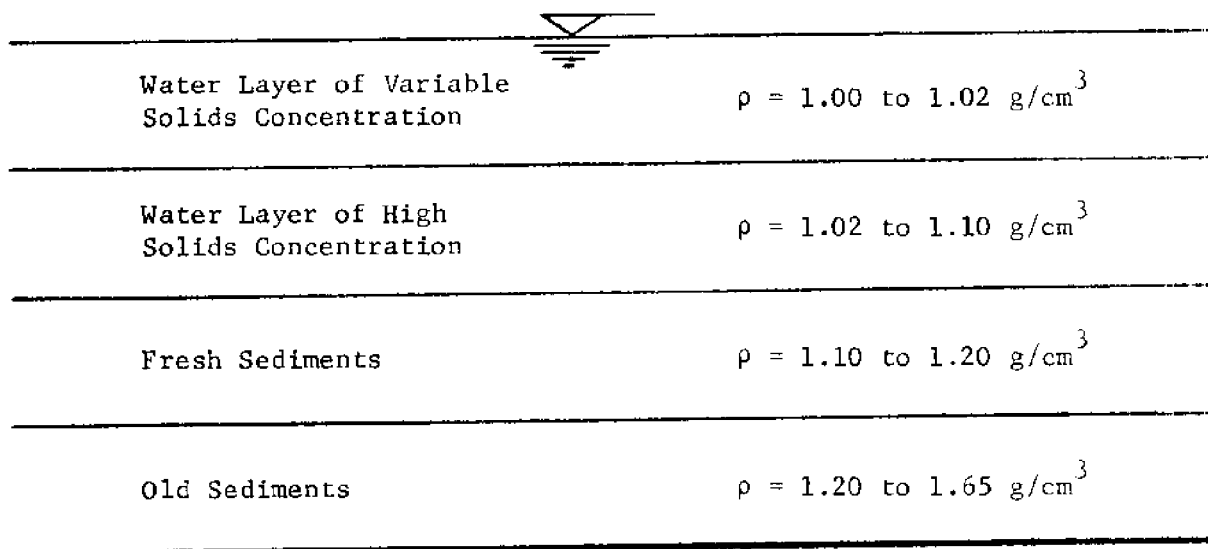 Water Layer of Variable
Solids Concentration
ρ = 1.00 to 1.02 g/cm³
Water Layer of High
Solids Concentration
ρ = 1.02 to 1.10 g/cm³
Fresh Sediments
ρ = 1.10 to 1.20 g/cm³
Old Sediments
ρ = 1.20 to 1.65 g/cm³